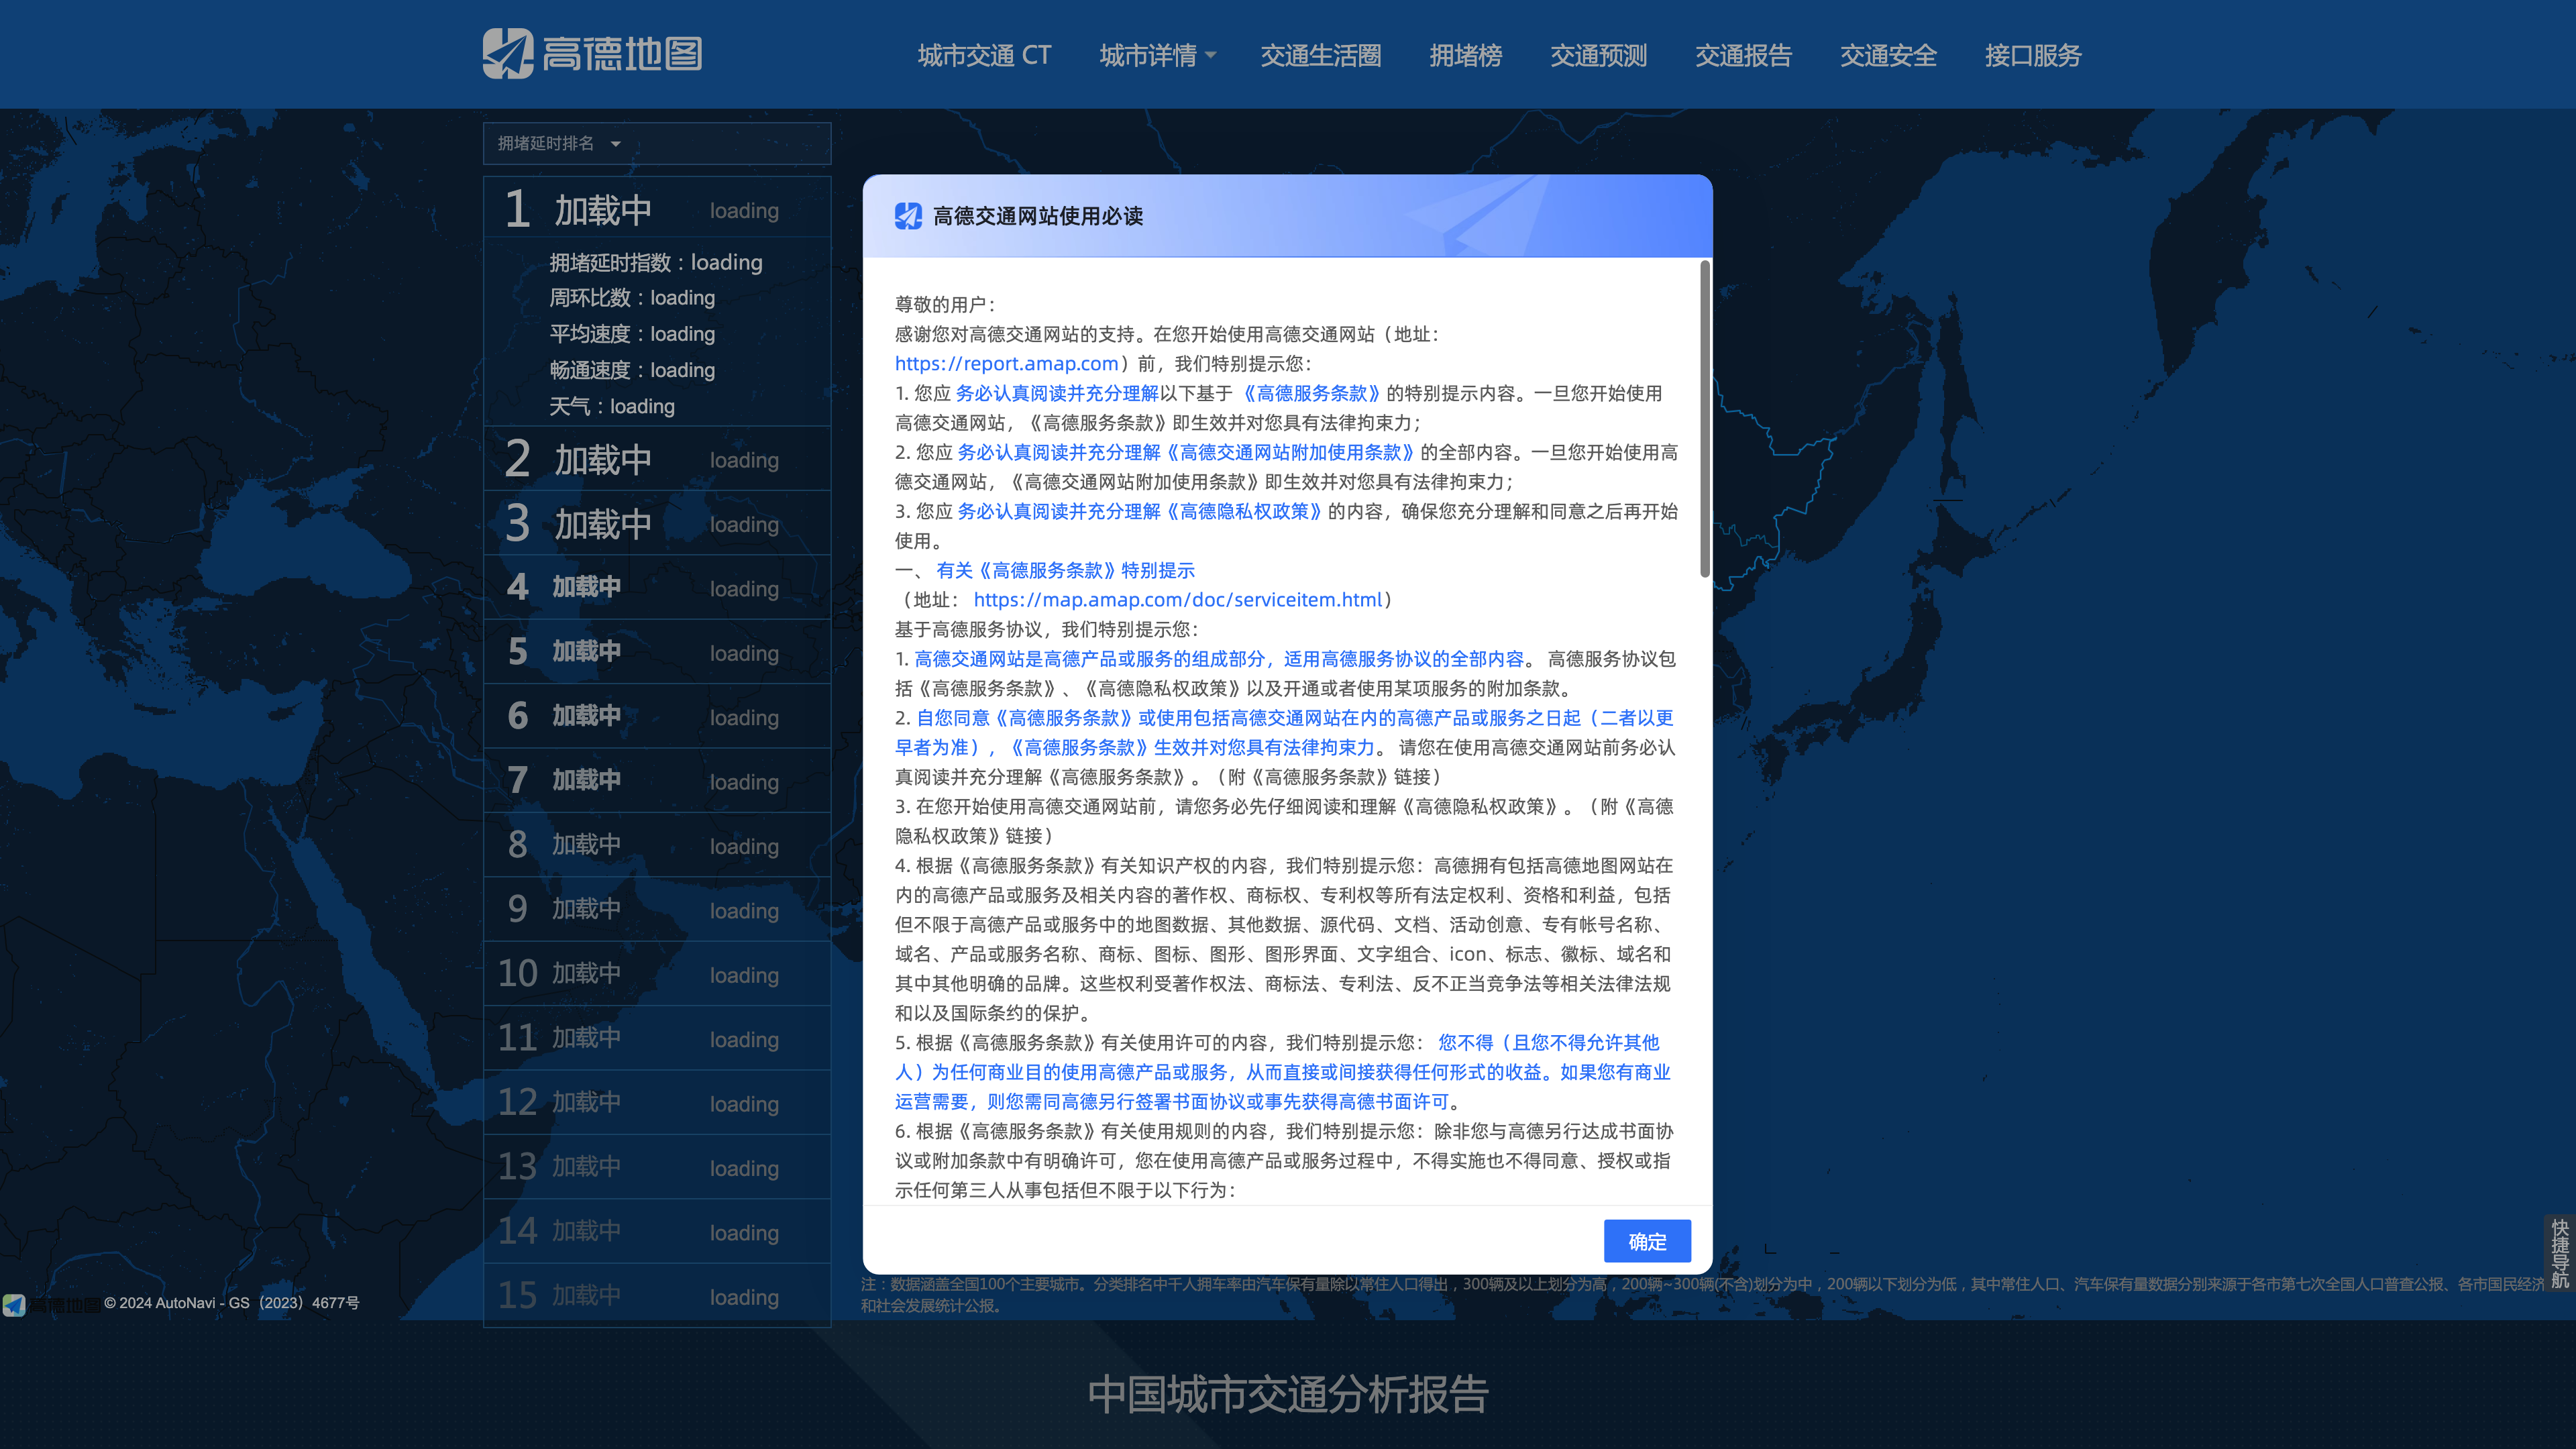 高德地图
城市交通 CT 城市详情 交通生活圈 拥堵榜 交通预测 交通报告 交通安全 接口服务
拥堵延时排名
1 加载中 loading
拥堵延时指数：loading
周环比数：loading
平均速度：loading
畅通速度：loading
天气：loading
2 加载中 loading
3 加载中 loading
4 加载中 loading
5 加载中 loading
6 加载中 loading
7 加载中 loading
8 加载中 loading
9 加载中 loading
10 加载中 loading
11 加载中 loading
12 加载中 loading
13 加载中 loading
14 加载中 loading
15 加载中 loading
高德交通网站使用必读
尊敬的用户：
感谢您对高德交通网站的支持。在您开始使用高德交通网站（地址：
https://report.amap.com）前，我们特别提示您：
1. 您应 务必认真阅读并充分理解以下基于 《高德服务条款》的特别提示内容。一旦您开始使用
高德交通网站，《高德服务条款》即生效并对您具有法律拘束力；
2. 您应 务必认真阅读并充分理解《高德交通网站附加使用条款》的全部内容。一旦您开始使用高
德交通网站，《高德交通网站附加使用条款》即生效并对您具有法律拘束力；
3. 您应 务必认真阅读并充分理解《高德隐私权政策》的内容，确保您充分理解和同意之后再开始
使用。
一、 有关《高德服务条款》特别提示
（地址： https://map.amap.com/doc/serviceitem.html）
基于高德服务协议，我们特别提示您：
1. 高德交通网站是高德产品或服务的组成部分，适用高德服务协议的全部内容。 高德服务协议包
括《高德服务条款》、《高德隐私权政策》以及开通或者使用某项服务的附加条款。
2. 自您同意《高德服务条款》或使用包括高德交通网站在内的高德产品或服务之日起（二者以更
早者为准），《高德服务条款》生效并对您具有法律拘束力。 请您在使用高德交通网站前务必认
真阅读并充分理解《高德服务条款》。（附《高德服务条款》链接）
3. 在您开始使用高德交通网站前，请您务必先仔细阅读和理解《高德隐私权政策》。（附《高德
隐私权政策》链接）
4. 根据《高德服务条款》有关知识产权的内容，我们特别提示您：高德拥有包括高德地图网站在
内的高德产品或服务及相关内容的著作权、商标权、专利权等所有法定权利、资格和利益，包括
但不限于高德产品或服务中的地图数据、其他数据、源代码、文档、活动创意、专有帐号名称、
域名、产品或服务名称、商标、图标、图形、图形界面、文字组合、icon、标志、徽标、域名和
其中其他明确的品牌。这些权利受著作权法、商标法、专利法、反不正当竞争法等相关法律法规
和以及国际条约的保护。
5. 根据《高德服务条款》有关使用许可的内容，我们特别提示您： 您不得（且您不得允许其他
人）为任何商业目的使用高德产品或服务，从而直接或间接获得任何形式的收益。如果您有商业
运营需要，则您需同高德另行签署书面协议或事先获得高德书面许可。
6. 根据《高德服务条款》有关使用规则的内容，我们特别提示您：除非您与高德另行达成书面协
议或附加条款中有明确许可，您在使用高德产品或服务过程中，不得实施也不得同意、授权或指
示任何第三人从事包括但不限于以下行为：
确定
快捷导航
注：数据涵盖全国100个主要城市。分类排名中千人拥车率由汽车保有量除以常住人口得出，300辆及以上划分为高，200辆~300辆(不含)划分为中，200辆以下划分为低，其中常住人口、汽车保有量数据分别来源于各市第七次全国人口普查公报、各市国民经济
和社会发展统计公报。
高德地图 © 2024 AutoNavi - GS（2023）4677号
中国城市交通分析报告